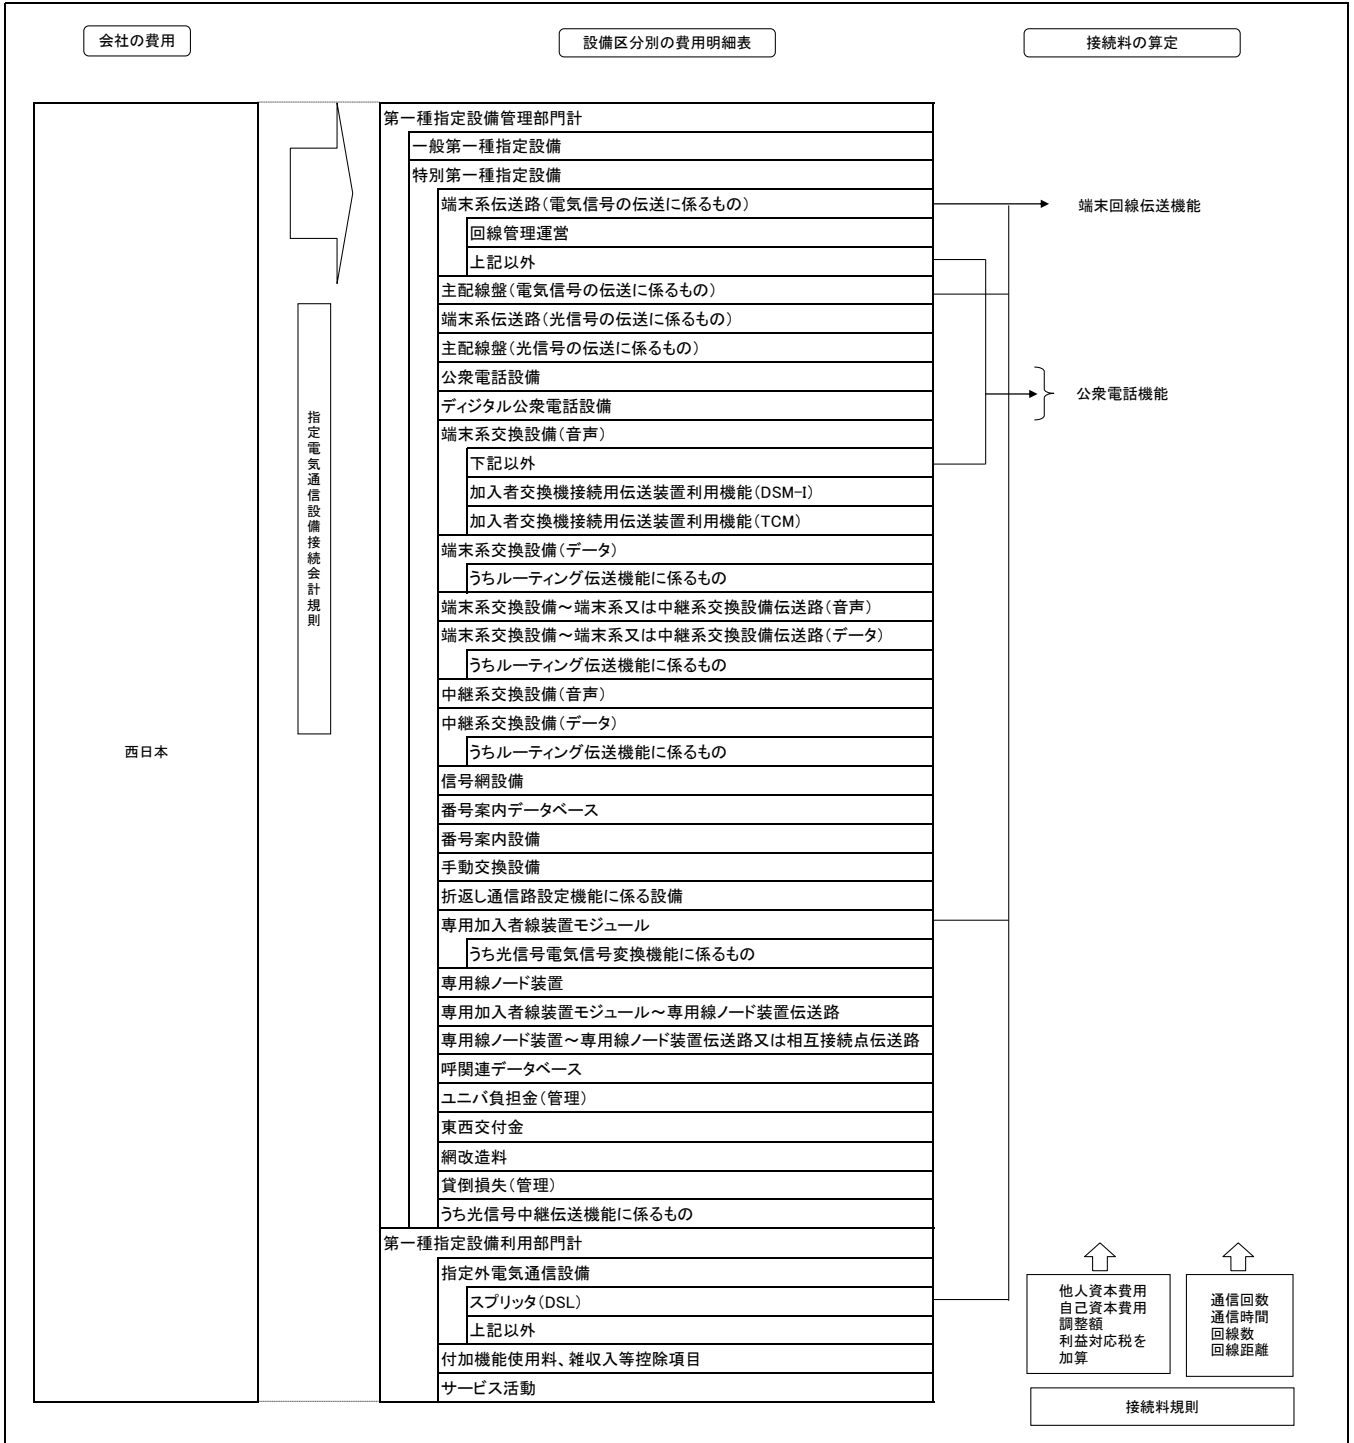 会社の費用
設備区分別の費用明細表
接続料の算定
西日本
指定電気通信設備接続会計規則
第一種指定設備管理部門計
一般第一種指定設備
特別第一種指定設備
端末系伝送路（電気信号の伝送に係るもの）
回線管理運営
上記以外
主配線盤（電気信号の伝送に係るもの）
端末系伝送路（光信号の伝送に係るもの）
主配線盤（光信号の伝送に係るもの）
公衆電話設備
ディジタル公衆電話設備
端末系交換設備（音声）
下記以外
加入者交換機接続用伝送装置利用機能（DSM-I）
加入者交換機接続用伝送装置利用機能（TCM）
端末系交換設備（データ）
うちルーティング伝送機能に係るもの
端末系交換設備～端末系又は中継系交換設備伝送路（音声）
端末系交換設備～端末系又は中継系交換設備伝送路（データ）
うちルーティング伝送機能に係るもの
中継系交換設備（音声）
中継系交換設備（データ）
うちルーティング伝送機能に係るもの
信号網設備
番号案内データベース
番号案内設備
手動交換設備
折返し通信路設定機能に係る設備
専用加入者線装置モジュール
うち光信号電気信号変換機能に係るもの
専用線ノード装置
専用加入者線装置モジュール～専用線ノード装置伝送路
専用線ノード装置～専用線ノード装置伝送路又は相互接続点伝送路
呼関連データベース
ユニバ負担金（管理）
東西交付金
網改造料
貸倒損失（管理）
うち光信号中継伝送機能に係るもの
第一種指定設備利用部門計
指定外電気通信設備
スプリッタ（DSL）
上記以外
付加機能使用料、雑収入等控除項目
サービス活動
端末回線伝送機能
公衆電話機能
他人資本費用
自己資本費用
調整額
利益対応税を
加算
通信回数
通信時間
回線数
回線距離
接続料規則